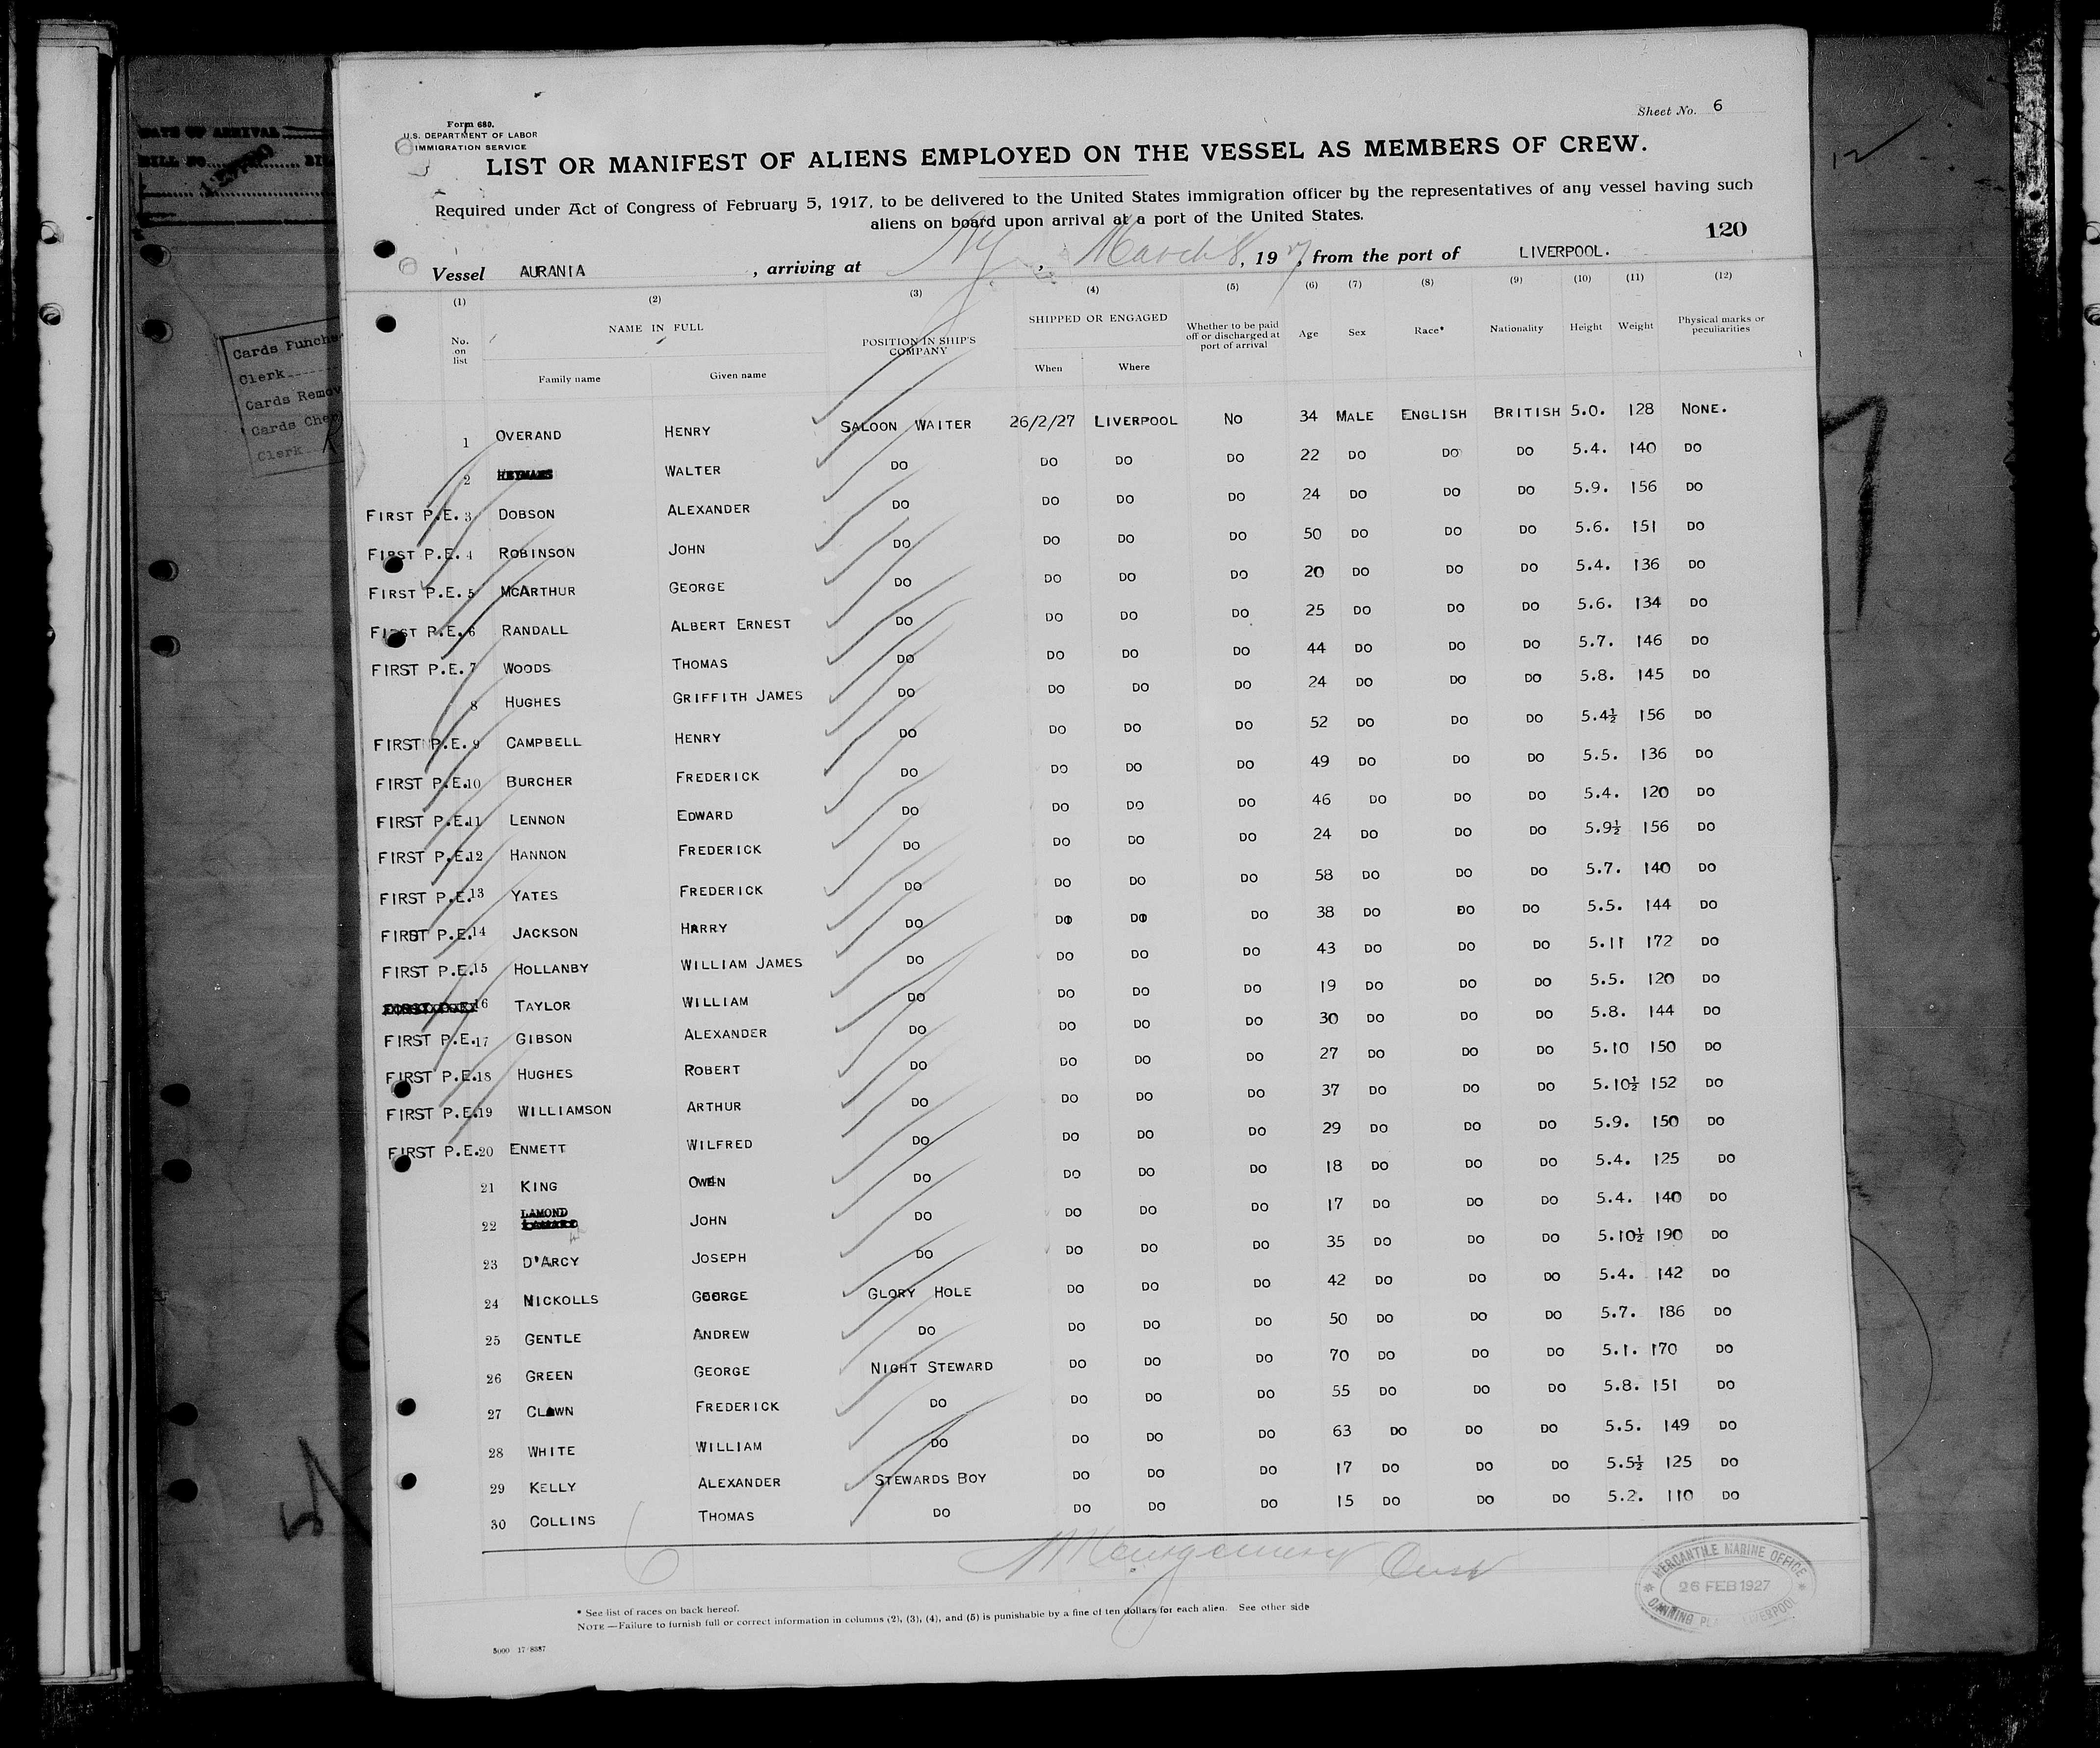 Sheet No. 6
Form 680.
U.S. DEPARTMENT OF LABOR
IMMIGRATION SERVICE
LIST OR MANIFEST OF ALIENS EMPLOYED ON THE VESSEL AS MEMBERS OF CREW.
Required under Act of Congress of February 5, 1917, to be delivered to the United States immigration officer by the representatives of any vessel having such
aliens on board upon arrival at a port of the United States.
120
Vessel AURANIA , arriving at NY , March 8, 1927, from the port of LIVERPOOL.
(1) (2) (3) (4) (5) (6) (7) (8) (9) (10) (11) (12)
No. on list NAME IN FULL POSITION IN SHIP'S COMPANY SHIPPED OR ENGAGED Whether to be paid off or discharged at port of arrival Age Sex Race* Nationality Height Weight Physical marks or peculiarities
Family name Given name When Where
1 OVERAND HENRY SALOON WAITER 26/2/27 LIVERPOOL NO 34 MALE ENGLISH BRITISH 5.0. 128 NONE.
2 WALTER DO DO DO DO 22 DO DO DO 5.4. 140 DO
FIRST P.E. 3 DOBSON ALEXANDER DO DO DO DO 24 DO DO DO 5.9. 156 DO
FIRST P.E. 4 ROBINSON JOHN DO DO DO DO 50 DO DO DO 5.6. 151 DO
FIRST P.E. 5 MCARTHUR GEORGE DO DO DO DO 20 DO DO DO 5.4. 136 DO
FIRST P.E. 6 RANDALL ALBERT ERNEST DO DO DO DO 25 DO DO DO 5.6. 134 DO
FIRST P.E. 7 WOODS THOMAS DO DO DO DO 44 DO DO DO 5.7. 146 DO
8 HUGHES GRIFFITH JAMES DO DO DO DO 24 DO DO DO 5.8. 145 DO
FIRST P.E. 9 CAMPBELL HENRY DO DO DO DO 52 DO DO DO 5.4½ 156 DO
FIRST P.E. 10 BURCHER FREDERICK DO DO DO DO 49 DO DO DO 5.5. 136 DO
FIRST P.E. 11 LENNON EDWARD DO DO DO DO 46 DO DO DO 5.4. 120 DO
FIRST P.E. 12 HANNON FREDERICK DO DO DO DO 24 DO DO DO 5.9½ 156 DO
FIRST P.E. 13 YATES FREDERICK DO DO DO DO 58 DO DO DO 5.7. 140 DO
FIRST P.E. 14 JACKSON HARRY DO DO DO DO 38 DO DO DO 5.5. 144 DO
FIRST P.E. 15 HOLLANBY WILLIAM JAMES DO DO DO DO 43 DO DO DO 5.11 172 DO
16 TAYLOR WILLIAM DO DO DO DO 19 DO DO DO 5.5. 120 DO
FIRST P.E. 17 GIBSON ALEXANDER DO DO DO DO 30 DO DO DO 5.8. 144 DO
FIRST P.E. 18 HUGHES ROBERT DO DO DO DO 27 DO DO DO 5.10 150 DO
FIRST P.E. 19 WILLIAMSON ARTHUR DO DO DO DO 37 DO DO DO 5.10½ 152 DO
FIRST P.E. 20 ENMETT WILFRED DO DO DO DO 29 DO DO DO 5.9. 150 DO
21 KING OWEN DO DO DO DO 18 DO DO DO 5.4. 125 DO
22 LAMOND JOHN DO DO DO DO 17 DO DO DO 5.4. 140 DO
23 D'ARCY JOSEPH DO DO DO DO 35 DO DO DO 5.10½ 190 DO
24 NICKOLLS GEORGE GLORY HOLE DO DO DO 42 DO DO DO 5.4. 142 DO
25 GENTLE ANDREW DO DO DO DO 50 DO DO DO 5.7. 186 DO
26 GREEN GEORGE NIGHT STEWARD DO DO DO 70 DO DO DO 5.1. 170 DO
27 CLAWN FREDERICK DO DO DO DO 55 DO DO DO 5.8. 151 DO
28 WHITE WILLIAM DO DO DO DO 63 DO DO DO 5.5. 149 DO
29 KELLY ALEXANDER STEWARDS BOY DO DO DO 17 DO DO DO 5.5½ 125 DO
30 COLLINS THOMAS DO DO DO DO 15 DO DO DO 5.2. 110 DO
Montgomery
MERCANTILE MARINE OFFICE
26 FEB 1927
CANNING PLACE LIVERPOOL
* See list of races on back hereof.
NOTE.—Failure to furnish full or correct information in columns (2), (3), (4), and (5) is punishable by a fine of ten dollars for each alien. See other side
DATE OF ARRIVAL
Cards Punche
Clerk
Cards Remov
Cards Chec
Clerk